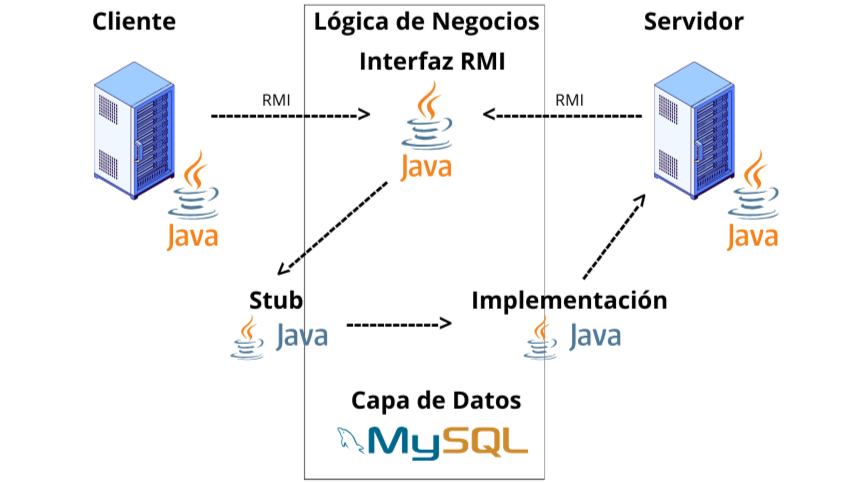 Cliente
Lógica de Negocios
Servidor
Interfaz RMI
RMI
RMI
Java
Java
Java
Stub
Implementación
Java
Java
Capa de Datos
MySQL